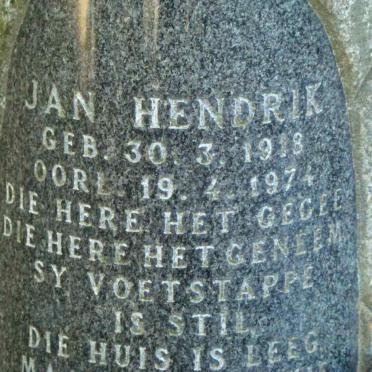 JAN HENDRIK
GEB. 30. 3. 1918
OORL. 19. 4. 1974
DIE HERE HET GEGEE
DIE HERE HET GENEEM
SY VOETSTAPPE
IS STIL
DIE HUIS IS LEEG